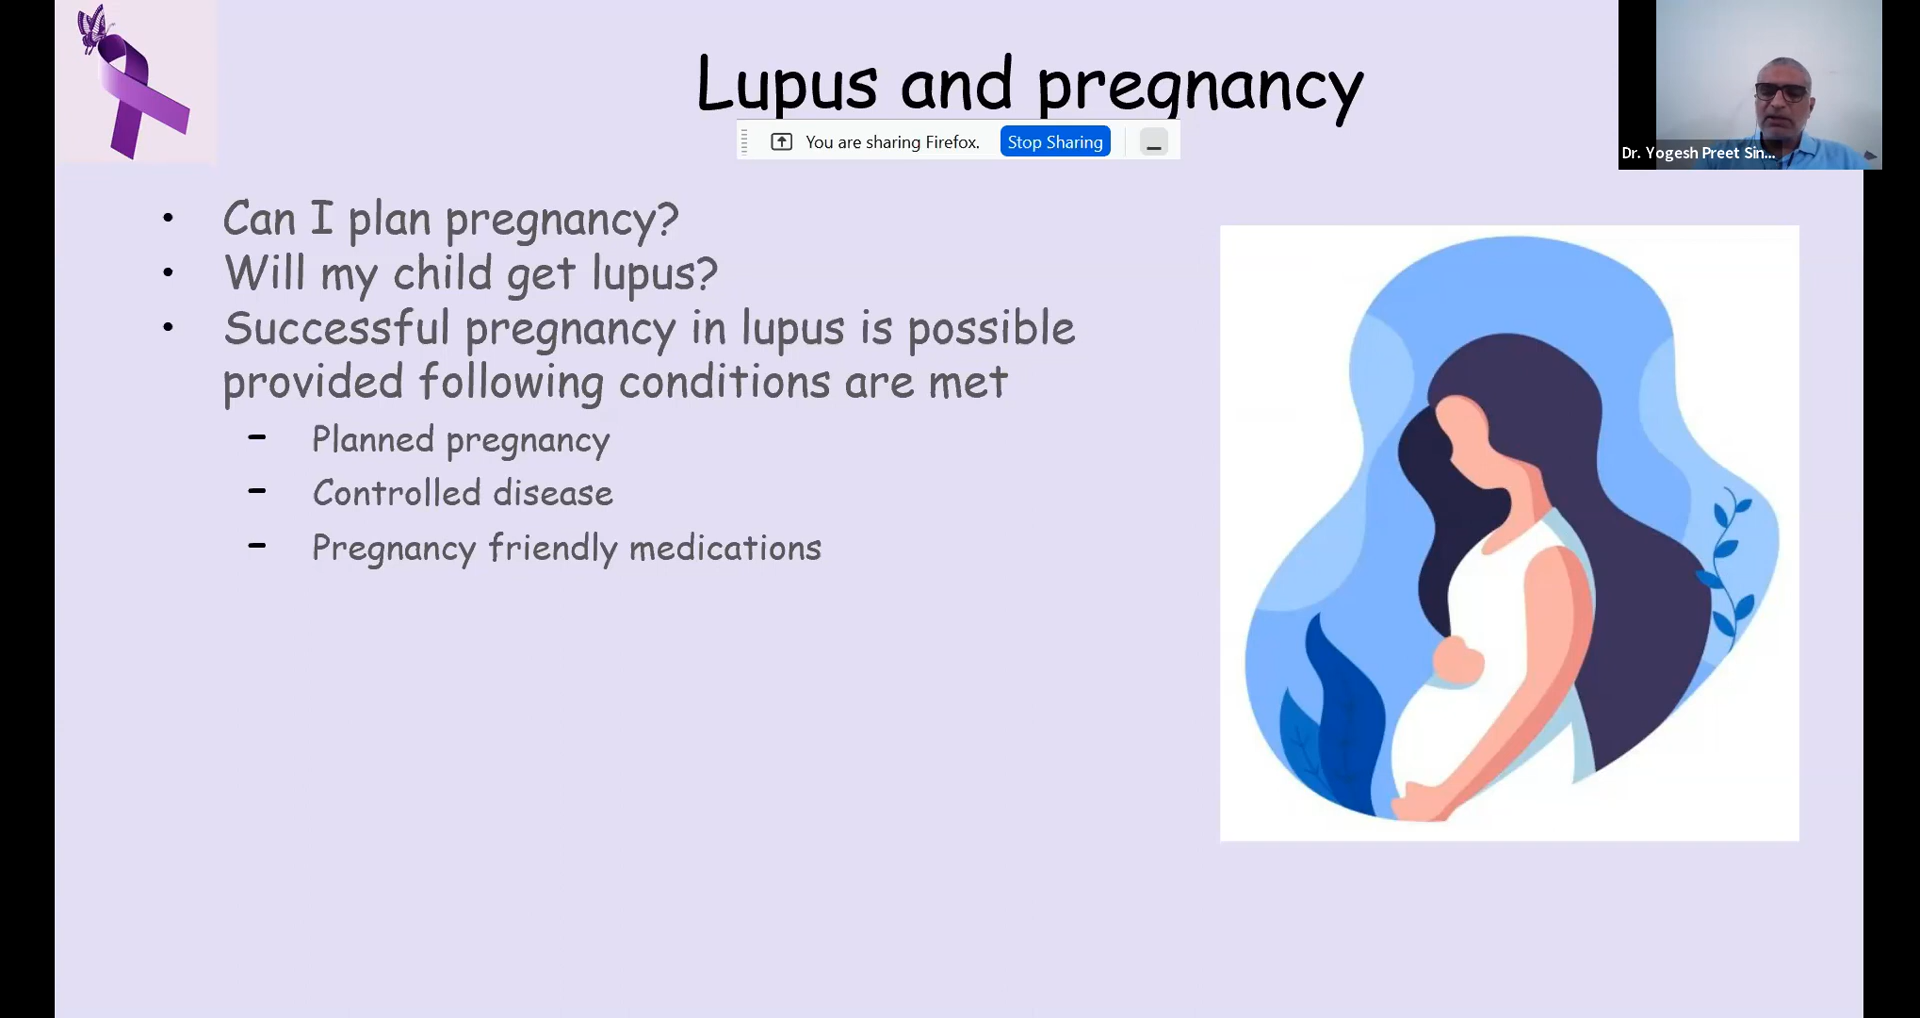 Lupus and pregnancy
You are sharing Firefox.
Stop Sharing
Dr. Yogesh Preet Sin...
• Can I plan pregnancy?
• Will my child get lupus?
• Successful pregnancy in lupus is possible
provided following conditions are met
– Planned pregnancy
– Controlled disease
– Pregnancy friendly medications